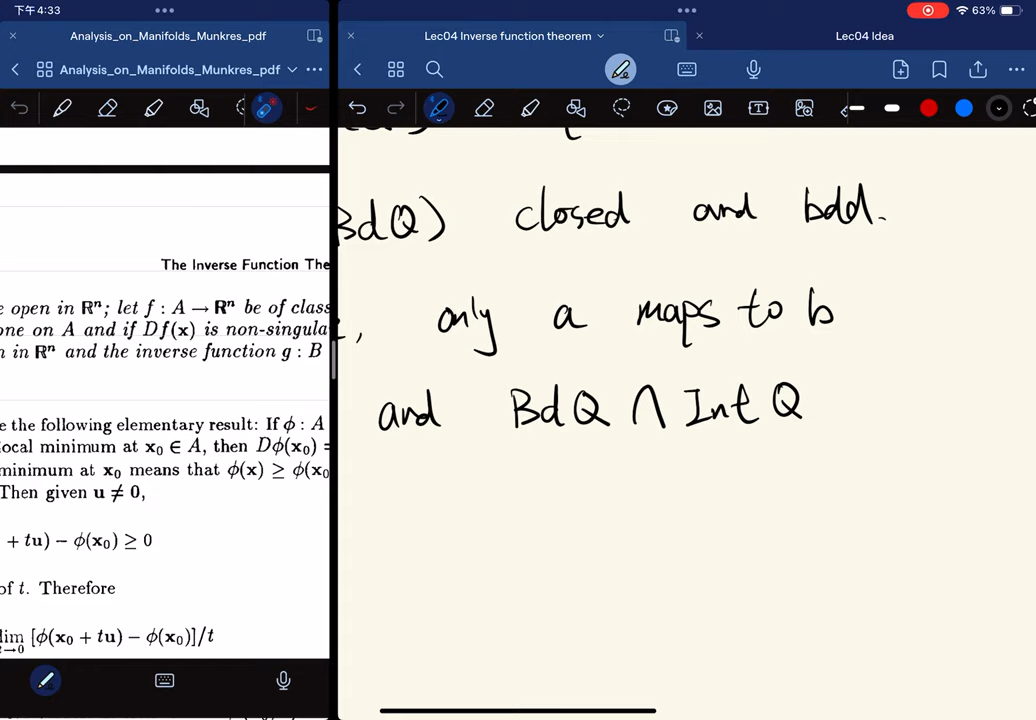 下午4:33
63%
Analysis_on_Manifolds_Munkres_pdf
Lec04 Inverse function theorem
Lec04 Idea
Analysis_on_Manifolds_Munkres_pdf
The Inverse Function The
e open in Rⁿ; let f : A → Rⁿ be of class
one on A and if Df(x) is non-singula
n in Rⁿ and the inverse function g : B
e the following elementary result: If ϕ : A
local minimum at x₀ ∈ A, then Dϕ(x₀) =
minimum at x₀ means that ϕ(x) ≥ ϕ(x₀
Then given u ≠ 0,
+ tu) − ϕ(x₀) ≥ 0
of t. Therefore
lim [ϕ(x₀ + tu) − ϕ(x₀)]/t
t→0
BdQ) closed and bdd.
, only a maps to b
and BdQ ∩ Int Q